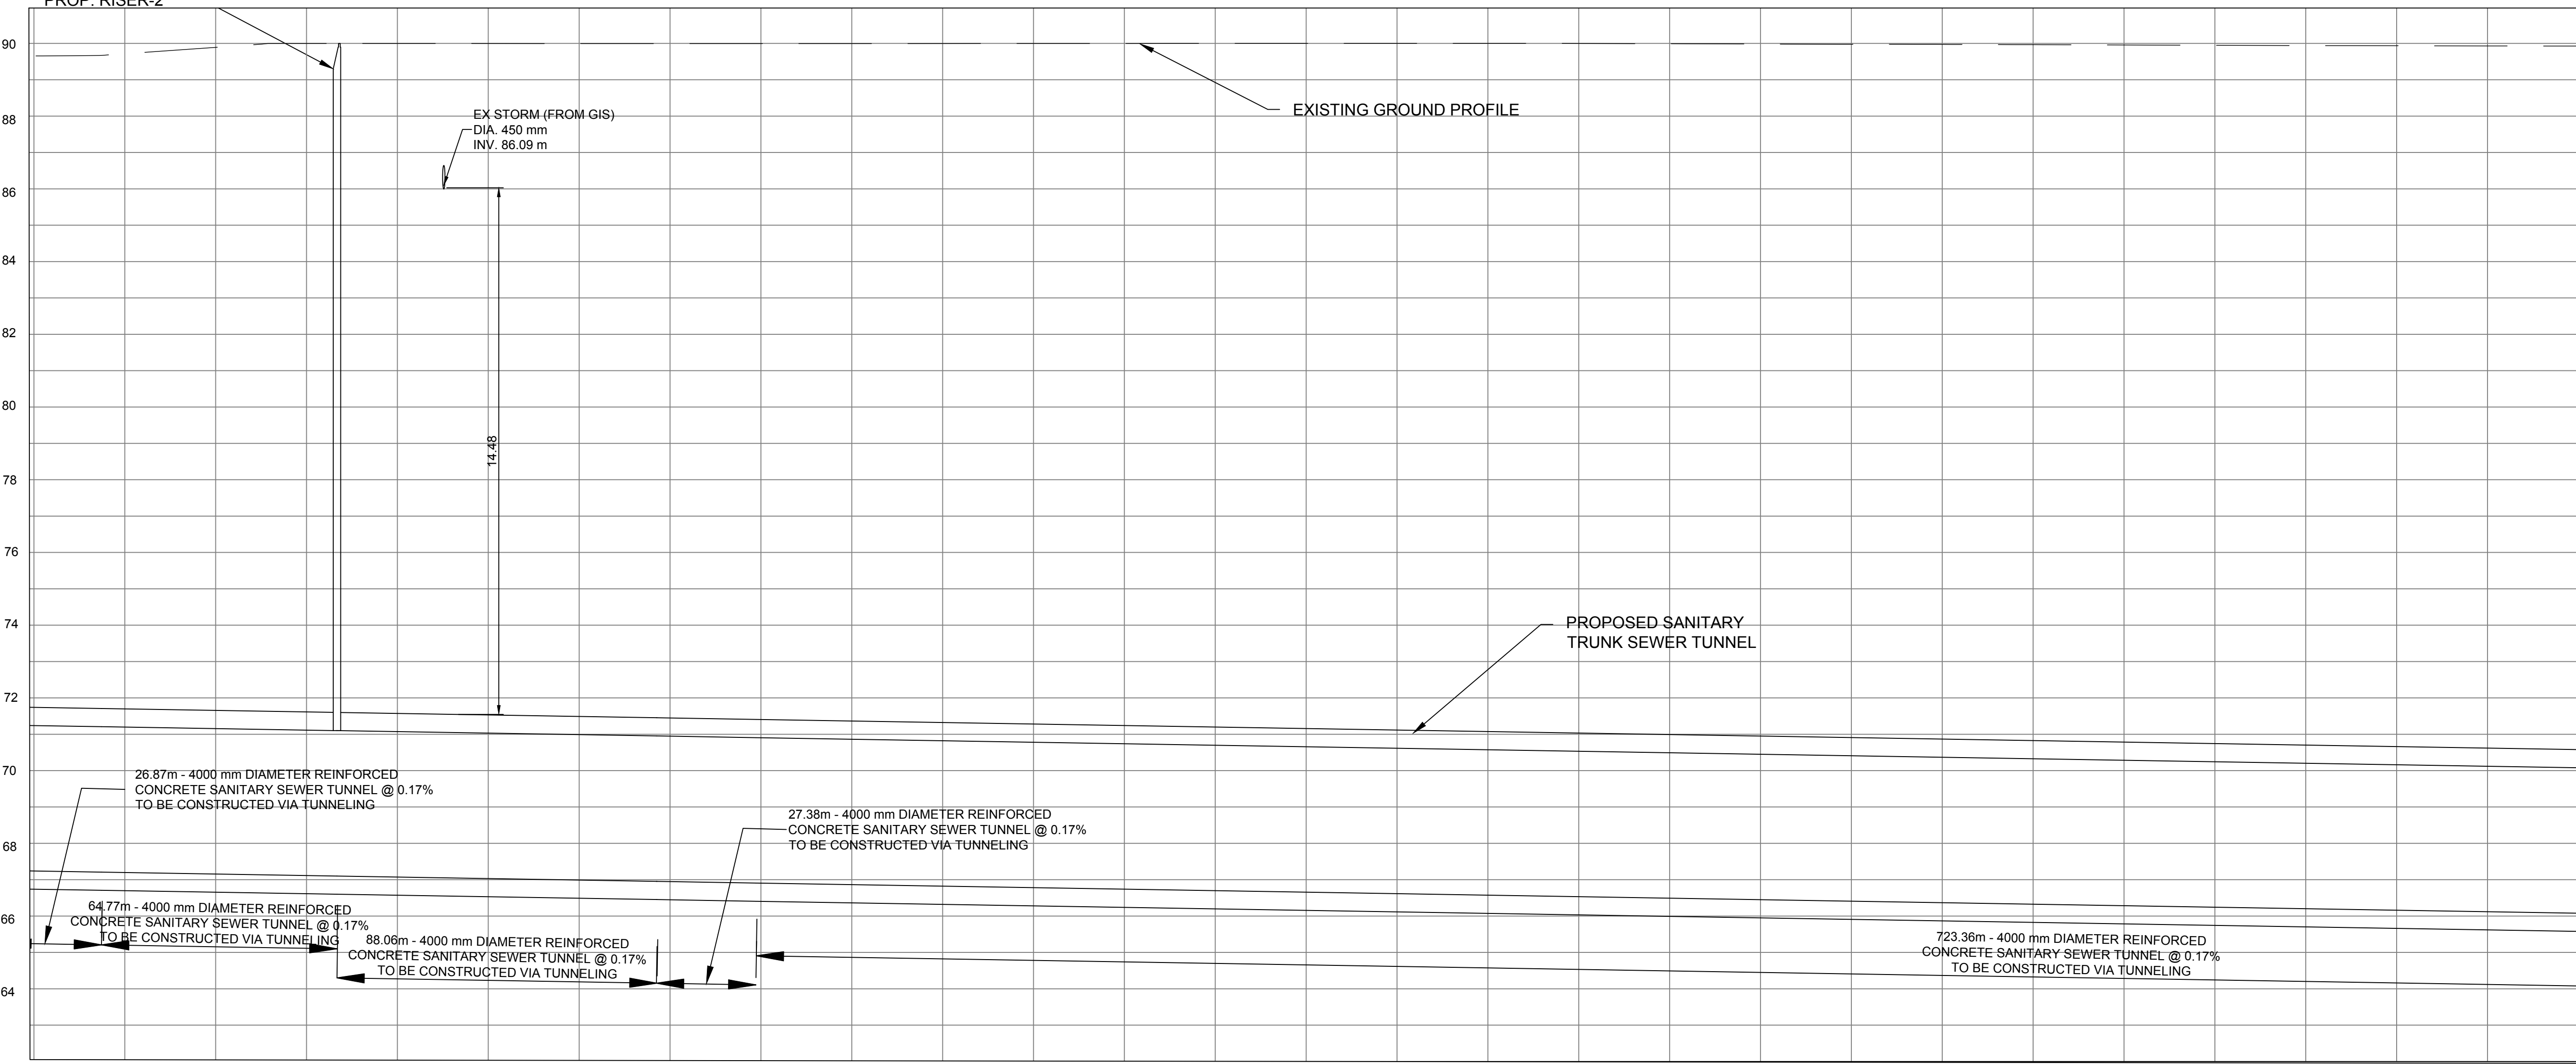 PROP. RISER-2
90
88
86
84
82
80
78
76
74
72
70
68
66
64
EX STORM (FROM GIS)
DIA. 450 mm
INV. 86.09 m
EXISTING GROUND PROFILE
14.48
PROPOSED SANITARY
TRUNK SEWER TUNNEL
26.87m - 4000 mm DIAMETER REINFORCED
CONCRETE SANITARY SEWER TUNNEL @ 0.17%
TO BE CONSTRUCTED VIA TUNNELING
27.38m - 4000 mm DIAMETER REINFORCED
CONCRETE SANITARY SEWER TUNNEL @ 0.17%
TO BE CONSTRUCTED VIA TUNNELING
64.77m - 4000 mm DIAMETER REINFORCED
CONCRETE SANITARY SEWER TUNNEL @ 0.17%
TO BE CONSTRUCTED VIA TUNNELING
88.06m - 4000 mm DIAMETER REINFORCED
CONCRETE SANITARY SEWER TUNNEL @ 0.17%
TO BE CONSTRUCTED VIA TUNNELING
723.36m - 4000 mm DIAMETER REINFORCED
CONCRETE SANITARY SEWER TUNNEL @ 0.17%
TO BE CONSTRUCTED VIA TUNNELING